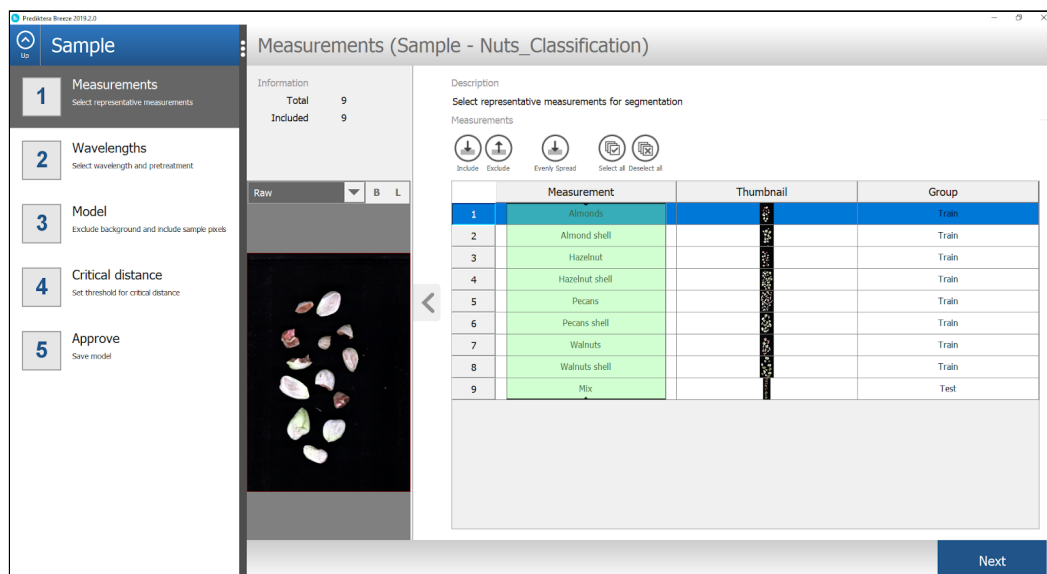 Prediktera Breeze 2019.2.0
Up
Sample
Measurements (Sample - Nuts_Classification)
1
Measurements
Select representative measurements
2
Wavelengths
Select wavelength and pretreatment
3
Model
Exclude background and include sample pixels
4
Critical distance
Set threshold for critical distance
5
Approve
Save model
Information
Total 9
Included 9
Raw B L
Description
Select representative measurements for segmentation
Measurements
Include Exclude Evenly Spread Select all Deselect all
Measurement Thumbnail Group
1 Almonds Train
2 Almond shell Train
3 Hazelnut Train
4 Hazelnut shell Train
5 Pecans Train
6 Pecans shell Train
7 Walnuts Train
8 Walnuts shell Train
9 Mix Test
Next